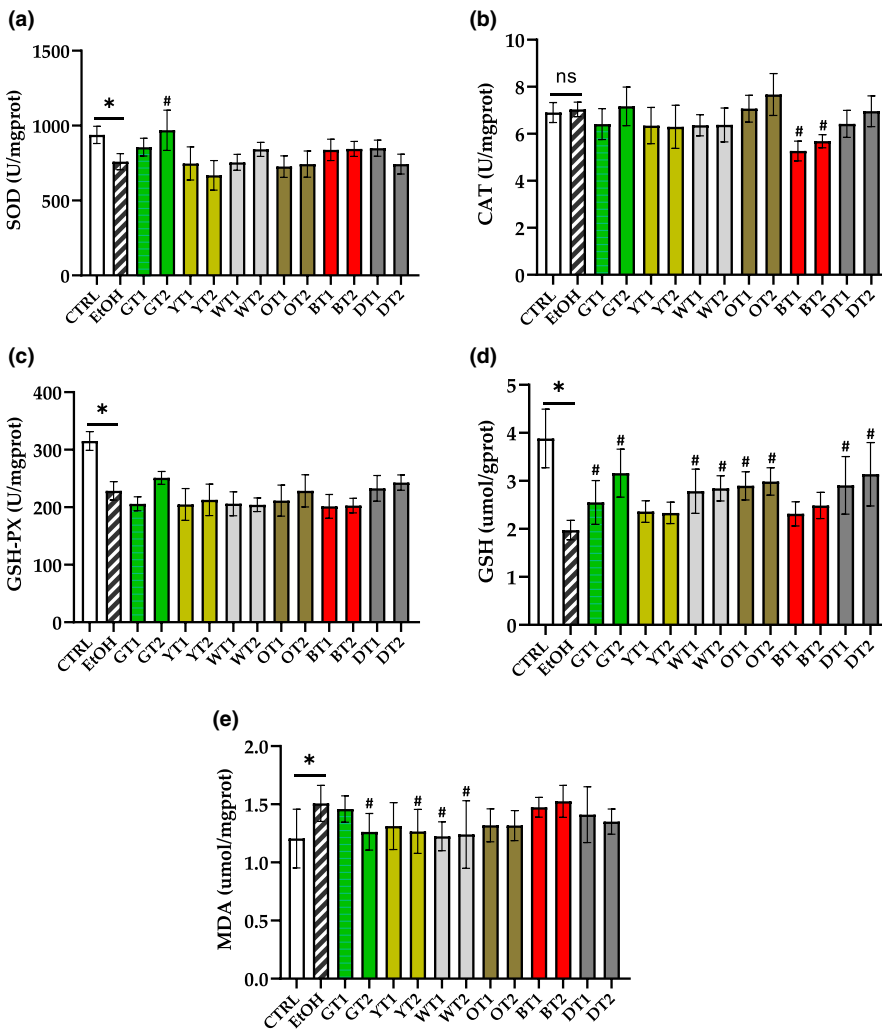 (a)
SOD (U/mgprot)
1500
1000
500
0
*
#
CTRL EtOH GT1 GT2 YT1 YT2 WT1 WT2 OT1 OT2 BT1 BT2 DT1 DT2
(b)
CAT (U/mgprot)
10
8
6
4
2
0
ns
# #
CTRL EtOH GT1 GT2 YT1 YT2 WT1 WT2 OT1 OT2 BT1 BT2 DT1 DT2
(c)
GSH-PX (U/mgprot)
400
300
200
100
0
*
CTRL EtOH GT1 GT2 YT1 YT2 WT1 WT2 OT1 OT2 BT1 BT2 DT1 DT2
(d)
GSH (umol/gprot)
5
4
3
2
1
0
*
# # # # # # # #
CTRL EtOH GT1 GT2 YT1 YT2 WT1 WT2 OT1 OT2 BT1 BT2 DT1 DT2
(e)
MDA (umol/mgprot)
2.0
1.5
1.0
0.5
0.0
*
# # # #
CTRL EtOH GT1 GT2 YT1 YT2 WT1 WT2 OT1 OT2 BT1 BT2 DT1 DT2